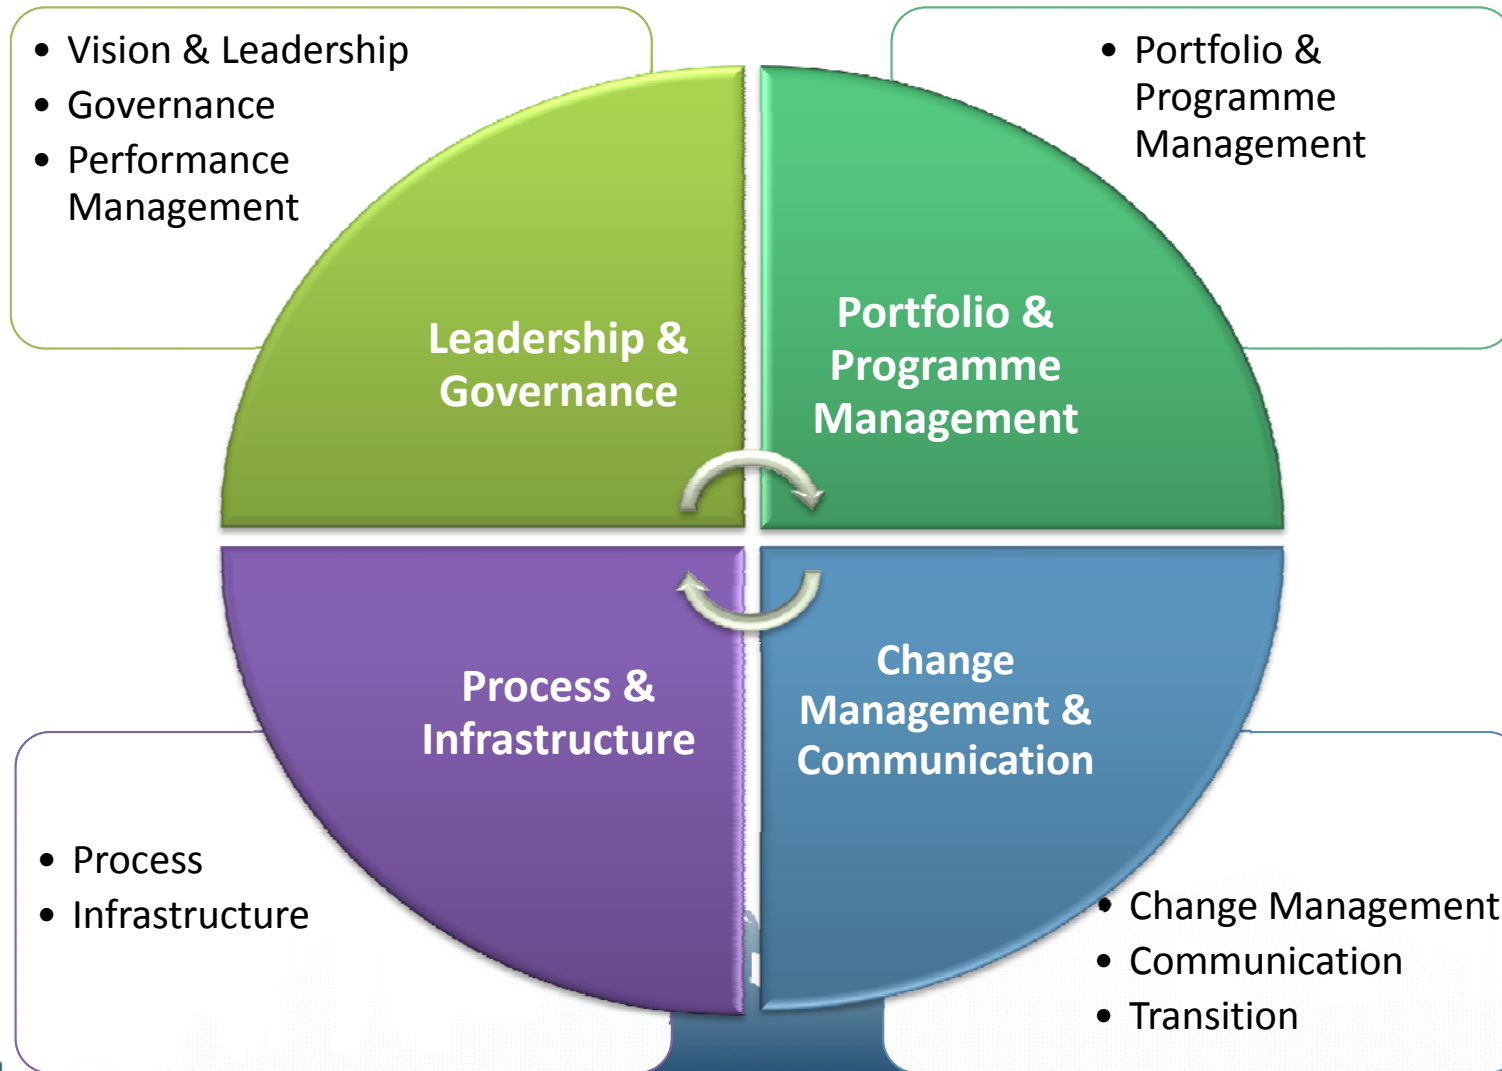 • Vision & Leadership
• Governance
• Performance
Management
• Portfolio &
Programme
Management
Leadership &
Governance
Portfolio &
Programme
Management
Process &
Infrastructure
Change
Management &
Communication
• Process
• Infrastructure
• Change Management
• Communication
• Transition